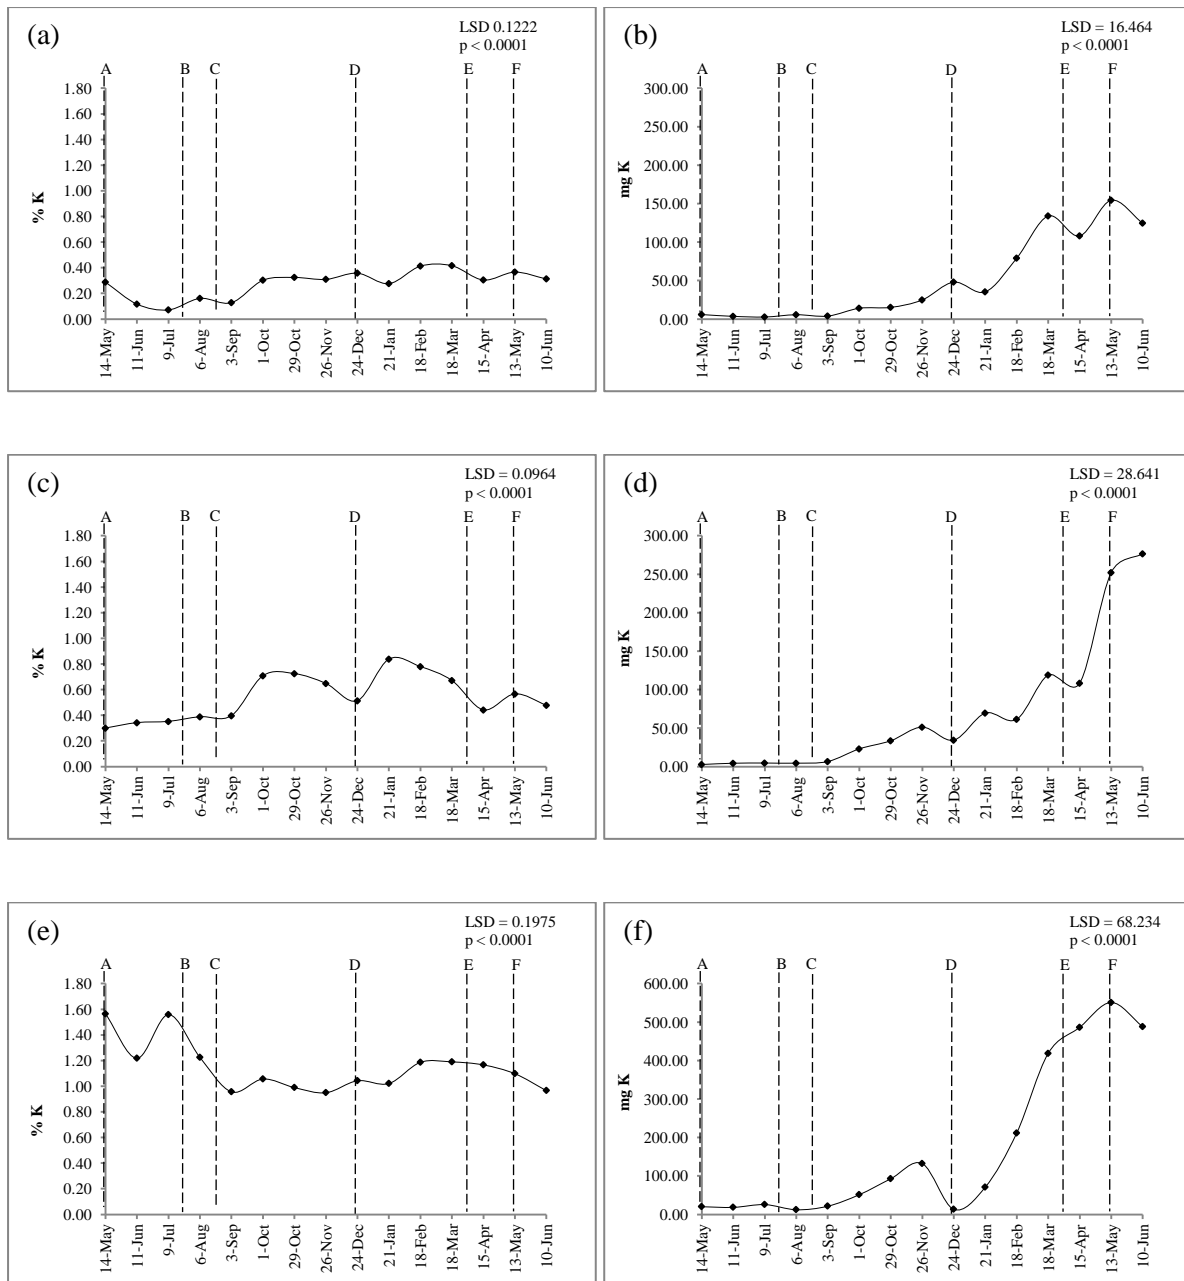 (a)
LSD 0.1222
p < 0.0001
A B C D E F
1.80
1.60
1.40
1.20
1.00
0.80
0.60
0.40
0.20
0.00
% K
14-May 11-Jun 9-Jul 6-Aug 3-Sep 1-Oct 29-Oct 26-Nov 24-Dec 21-Jan 18-Feb 18-Mar 15-Apr 13-May 10-Jun
(b)
LSD = 16.464
p < 0.0001
A B C D E F
300.00
250.00
200.00
150.00
100.00
50.00
0.00
mg K
14-May 11-Jun 9-Jul 6-Aug 3-Sep 1-Oct 29-Oct 26-Nov 24-Dec 21-Jan 18-Feb 18-Mar 15-Apr 13-May 10-Jun
(c)
LSD = 0.0964
p < 0.0001
A B C D E F
1.80
1.60
1.40
1.20
1.00
0.80
0.60
0.40
0.20
0.00
% K
14-May 11-Jun 9-Jul 6-Aug 3-Sep 1-Oct 29-Oct 26-Nov 24-Dec 21-Jan 18-Feb 18-Mar 15-Apr 13-May 10-Jun
(d)
LSD = 28.641
p < 0.0001
A B C D E F
300.00
250.00
200.00
150.00
100.00
50.00
0.00
mg K
14-May 11-Jun 9-Jul 6-Aug 3-Sep 1-Oct 29-Oct 26-Nov 24-Dec 21-Jan 18-Feb 18-Mar 15-Apr 13-May 10-Jun
(e)
LSD = 0.1975
p < 0.0001
A B C D E F
1.80
1.60
1.40
1.20
1.00
0.80
0.60
0.40
0.20
0.00
% K
14-May 11-Jun 9-Jul 6-Aug 3-Sep 1-Oct 29-Oct 26-Nov 24-Dec 21-Jan 18-Feb 18-Mar 15-Apr 13-May 10-Jun
(f)
LSD = 68.234
p < 0.0001
A B C D E F
600.00
500.00
400.00
300.00
200.00
100.00
0.00
mg K
14-May 11-Jun 9-Jul 6-Aug 3-Sep 1-Oct 29-Oct 26-Nov 24-Dec 21-Jan 18-Feb 18-Mar 15-Apr 13-May 10-Jun